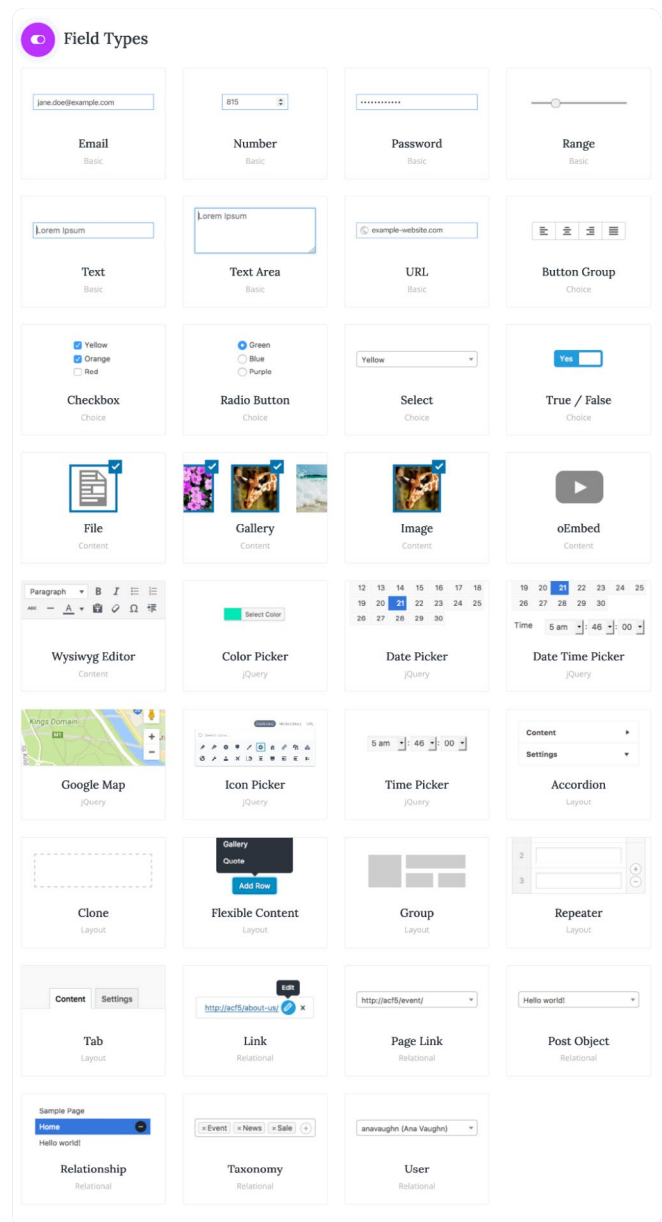 Field Types
jane.doe@example.com
Email
Basic
815
Number
Basic
Password
Basic
Range
Basic
Lorem Ipsum
Text
Basic
Lorem Ipsum
Text Area
Basic
example-website.com
URL
Basic
Button Group
Choice
Yellow
Orange
Red
Checkbox
Choice
Green
Blue
Purple
Radio Button
Choice
Yellow
Select
Choice
Yes
True / False
Choice
File
Content
Gallery
Content
Image
Content
oEmbed
Content
Paragraph B I
ABC A Ω
Wysiwyg Editor
Content
Select Color
Color Picker
jQuery
12 13 14 15 16 17 18
19 20 21 22 23 24 25
26 27 28 29 30
Date Picker
jQuery
19 20 21 22 23 24 25
26 27 28 29 30
Time 5 am : 46 : 00
Date Time Picker
jQuery
Kings Domain
M1
+
−
Google Map
jQuery
Icon Picker
jQuery
5 am : 46 : 00
Time Picker
jQuery
Content
Settings
Accordion
Layout
Clone
Layout
Gallery
Quote
Add Row
Flexible Content
Layout
Group
Layout
2
3
Repeater
Layout
Content Settings
Tab
Layout
Edit
http://acf5/about-us/ ×
Link
Relational
http://acf5/event/
Page Link
Relational
Hello world!
Post Object
Relational
Sample Page
Home
Hello world!
Relationship
Relational
× Event × News × Sale +
Taxonomy
Relational
anavaughn (Ana Vaughn)
User
Relational